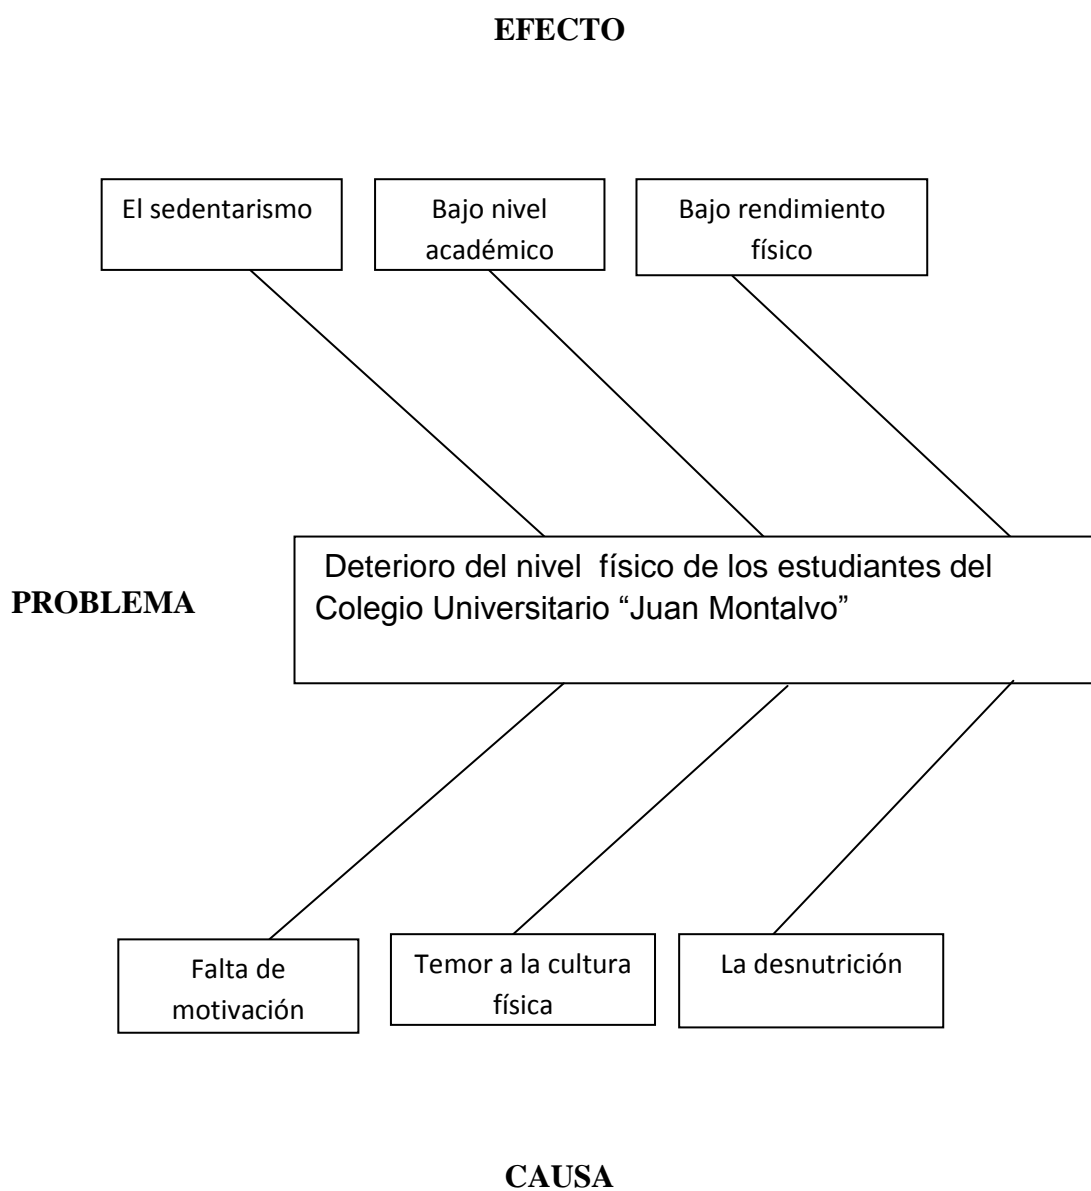 EFECTO
El sedentarismo
Bajo nivel
académico
Bajo rendimiento
físico
PROBLEMA
Deterioro del nivel físico de los estudiantes del
Colegio Universitario “Juan Montalvo”
Falta de
motivación
Temor a la cultura
física
La desnutrición
CAUSA